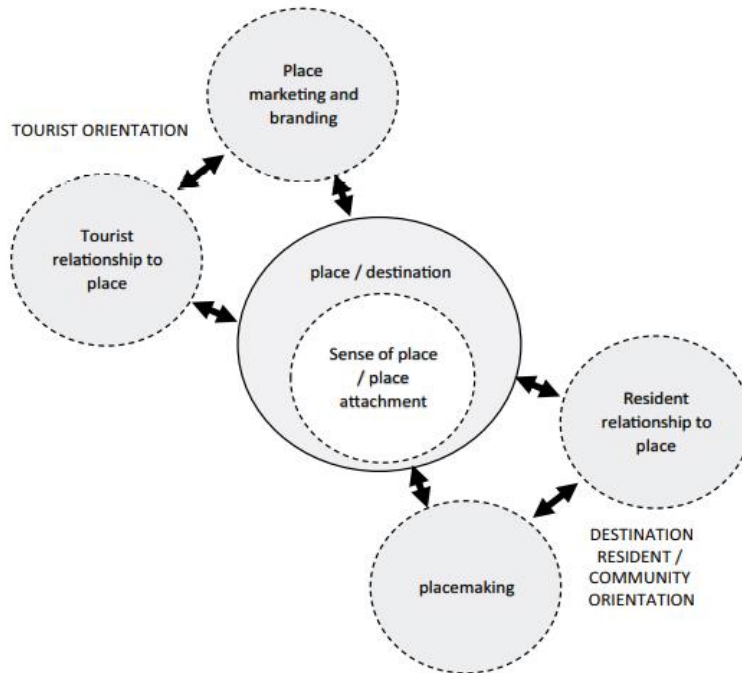 Place
marketing and
branding
TOURIST ORIENTATION
Tourist
relationship to
place
place / destination
Sense of place
/ place
attachment
Resident
relationship to
place
placemaking
DESTINATION
RESIDENT /
COMMUNITY
ORIENTATION